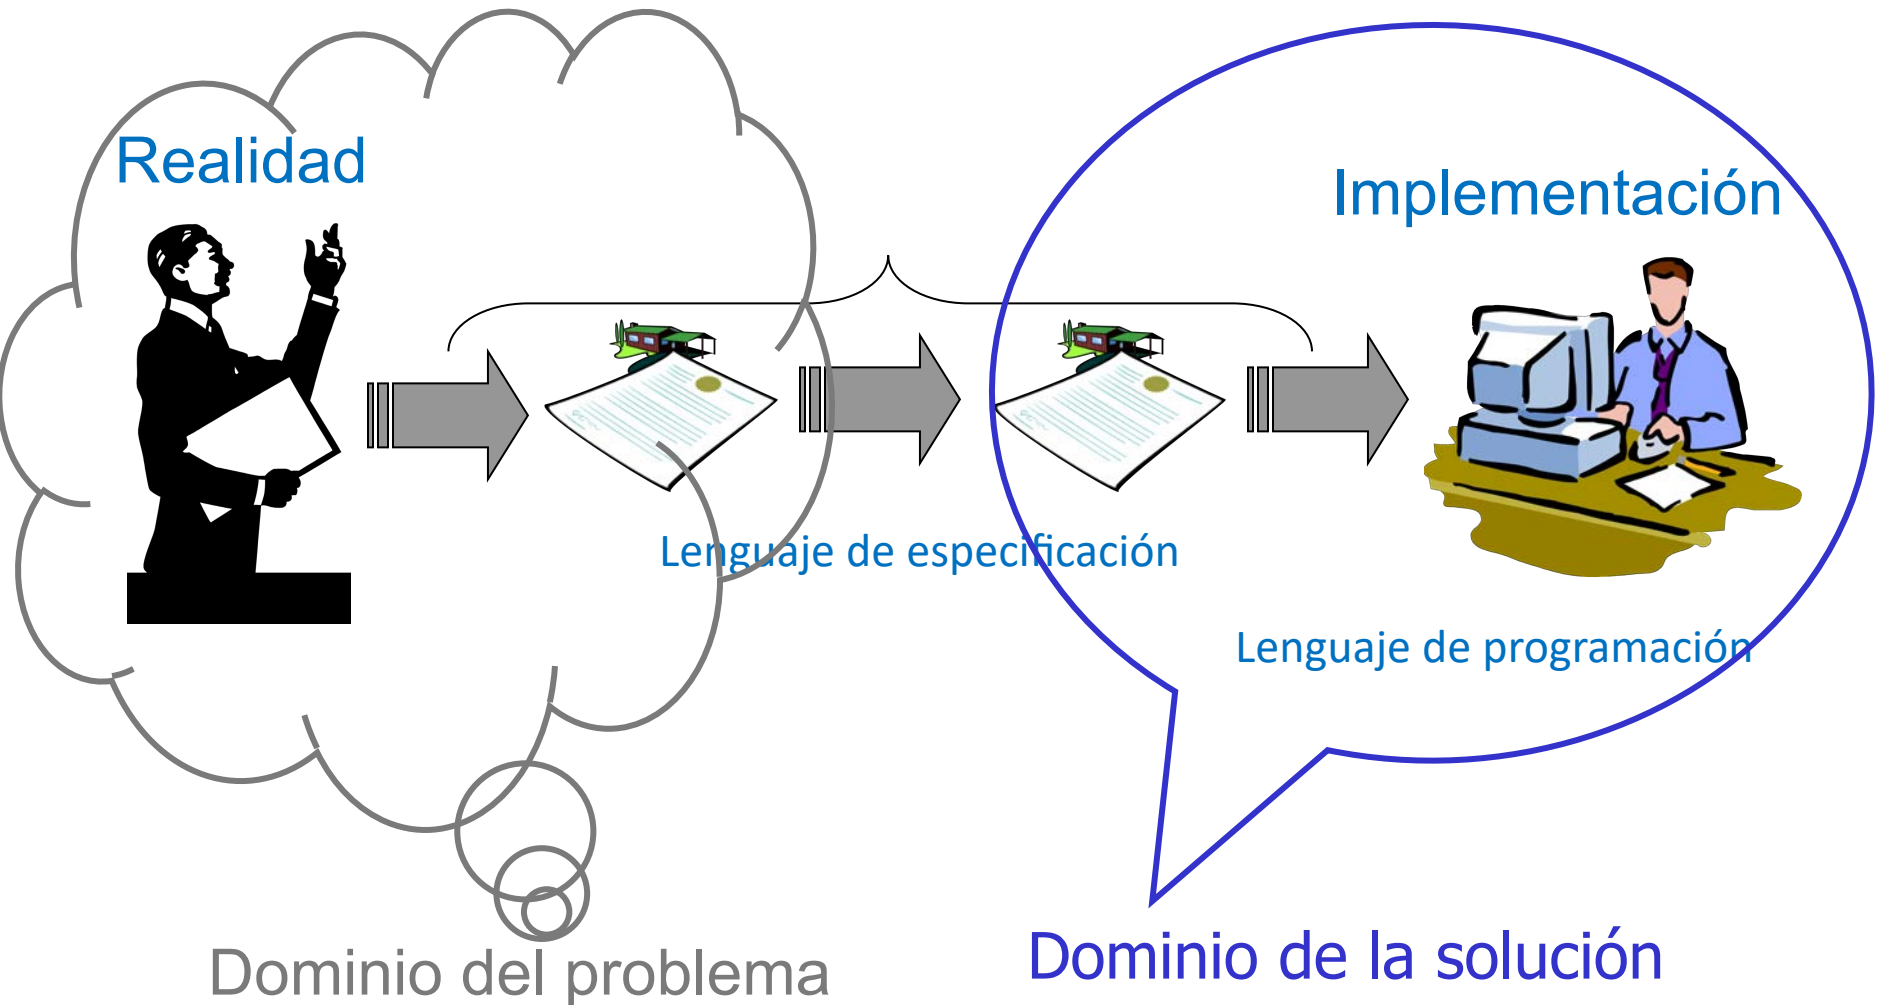 Realidad
Implementación
Lenguaje de especificación
Lenguaje de programación
Dominio del problema
Dominio de la solución